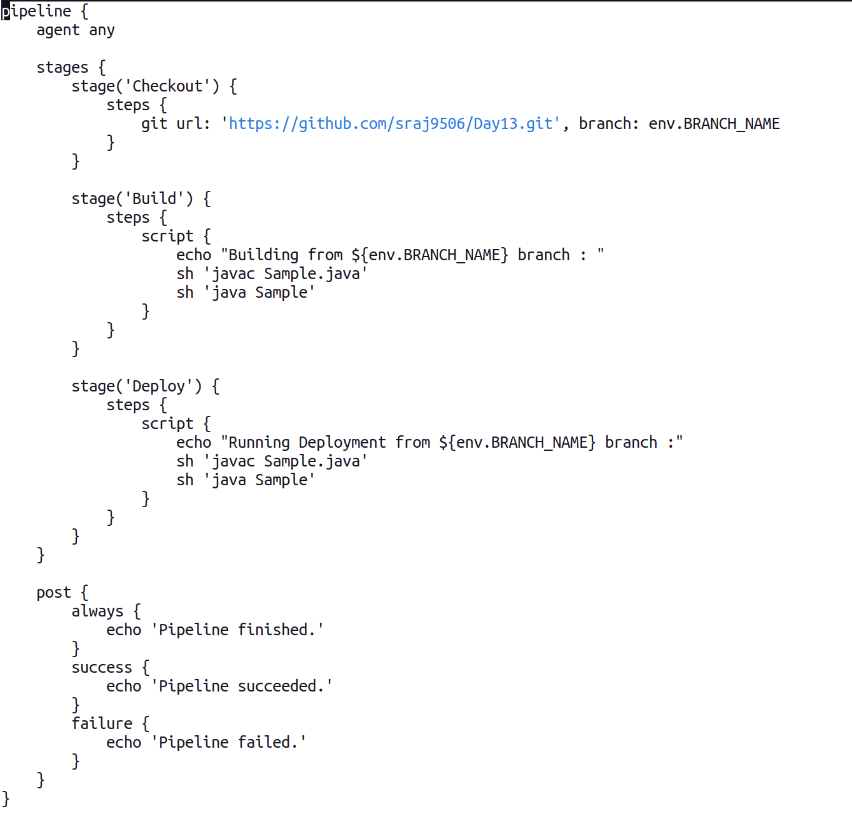 pipeline {
    agent any

    stages {
        stage('Checkout') {
            steps {
                git url: 'https://github.com/sraj9506/Day13.git', branch: env.BRANCH_NAME
            }
        }

        stage('Build') {
            steps {
                script {
                    echo "Building from ${env.BRANCH_NAME} branch : "
                    sh 'javac Sample.java'
                    sh 'java Sample'
                }
            }
        }

        stage('Deploy') {
            steps {
                script {
                    echo "Running Deployment from ${env.BRANCH_NAME} branch :"
                    sh 'javac Sample.java'
                    sh 'java Sample'
                }
            }
        }
    }

    post {
        always {
            echo 'Pipeline finished.'
        }
        success {
            echo 'Pipeline succeeded.'
        }
        failure {
            echo 'Pipeline failed.'
        }
    }
}